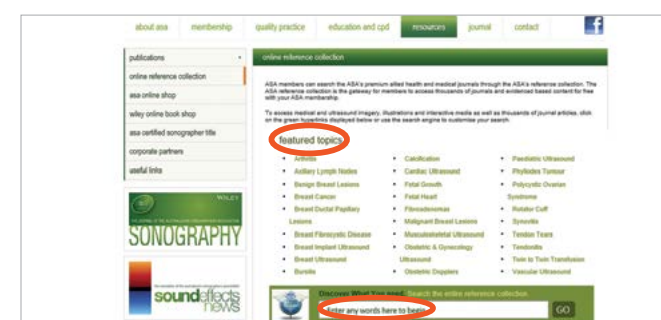 about asa membership quality practice education and cpd resources journal contact f
publications
online reference collection
asa online shop
wiley online book shop
asa certified sonographer title
corporate partners
useful links
WILEY
SONOGRAPHY
soundeffects
news
online reference collection
ASA members can search the ASA's premium allied health and medical journals through the ASA's reference collection. The
ASA reference collection is the gateway for members to access thousands of journals and evidenced based content for free
with your ASA membership.
To access medical and ultrasound imagery, illustrations and interactive media as well as thousands of journal articles, click
on the green hyperlinks displayed below or use the search engine to customise your search
featured topics
Arthritis
Axillary Lymph Nodes
Benign Breast Lesions
Breast Cancer
Breast Ductal Papillary
Lesions
Breast Fibrocystic Disease
Breast Implant Ultrasound
Breast Ultrasound
Bursitis
Calcification
Cardiac Ultrasound
Fetal Growth
Fetal Heart
Fibroadenomas
Malignant Breast Lesions
Musculoskeletal Ultrasound
Obstetric & Gynecology
Ultrasound
Obstetric Dopplers
Paediatric Ultrasound
Phyllodes Tumour
Polycystic Ovarian
Syndrome
Rotator Cuff
Synovitis
Tendon Tears
Tendonitis
Twin to Twin Transfusion
Vascular Ultrasound
Discover What You need. Search the entire reference collection.
Enter any words here to begin GO